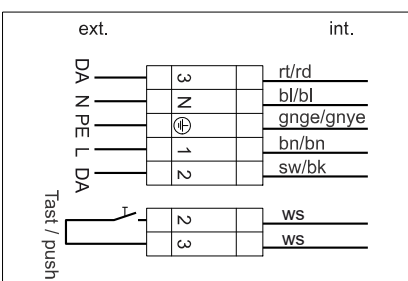 ext. int.
DA 3 rt/rd
N N bl/bl
PE gnge/gnye
L 1 bn/bn
DA 2 sw/bk
Tast / push
2 ws
3 ws